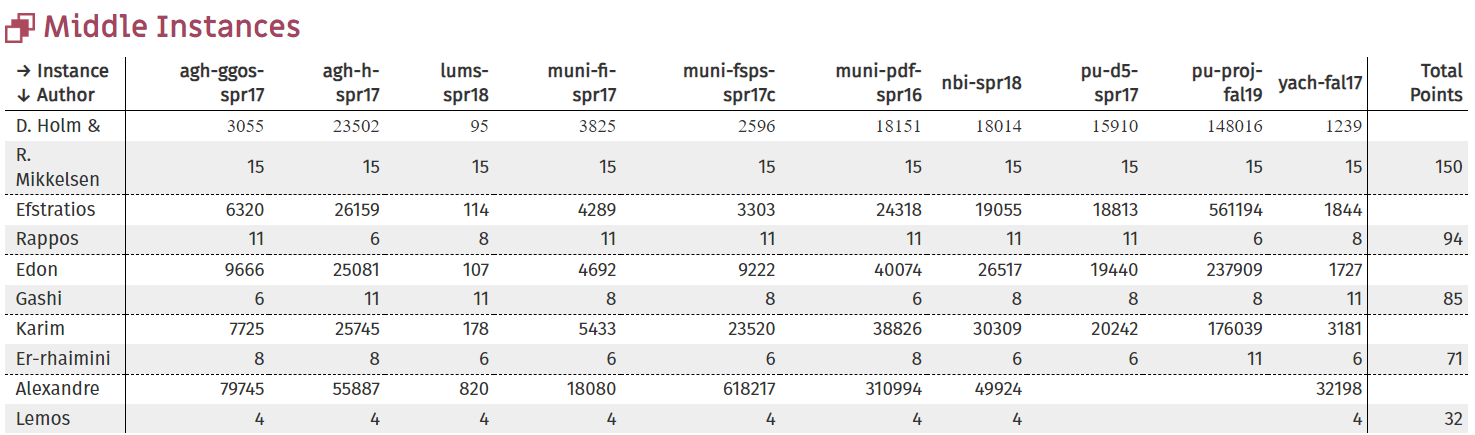 Middle Instances
→ Instance agh-ggos- agh-h- lums- muni-fi- muni-fsps- muni-pdf- nbi-spr18 pu-d5- pu-proj- yach-fal17 Total
↓ Author spr17 spr17 spr18 spr17 spr17c spr16 spr17 fal19 Points
D. Holm & 3055 23502 95 3825 2596 18151 18014 15910 148016 1239
R.
Mikkelsen 15 15 15 15 15 15 15 15 15 15 150
Efstratios 6320 26159 114 4289 3303 24318 19055 18813 561194 1844
Rappos 11 6 8 11 11 11 11 11 6 8 94
Edon 9666 25081 107 4692 9222 40074 26517 19440 237909 1727
Gashi 6 11 11 8 8 6 8 8 8 11 85
Karim 7725 25745 178 5433 23520 38826 30309 20242 176039 3181
Er-rhaimini 8 8 6 6 6 8 6 6 11 6 71
Alexandre 79745 55887 820 18080 618217 310994 49924 32198
Lemos 4 4 4 4 4 4 4 4 32